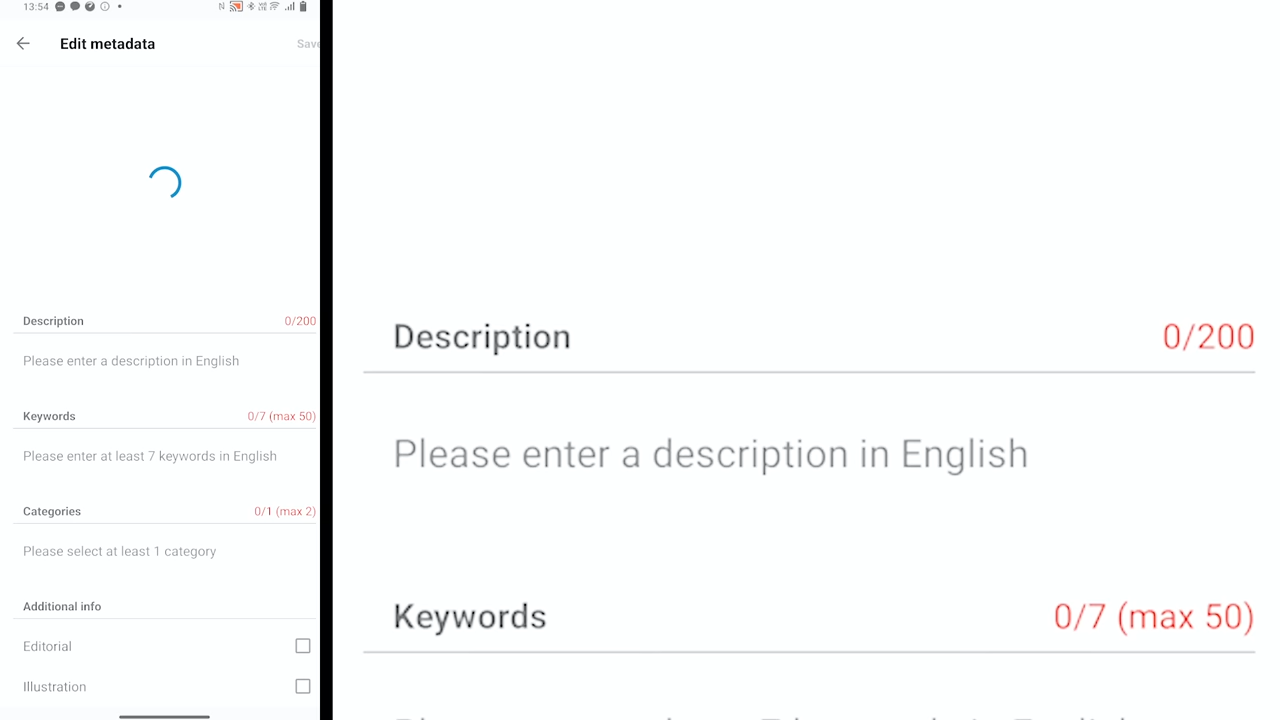 13:54
Edit metadata
Save
Description 0/200
Please enter a description in English
Keywords 0/7 (max 50)
Please enter at least 7 keywords in English
Categories 0/1 (max 2)
Please select at least 1 category
Additional info
Editorial
Illustration
Description 0/200
Please enter a description in English
Keywords 0/7 (max 50)